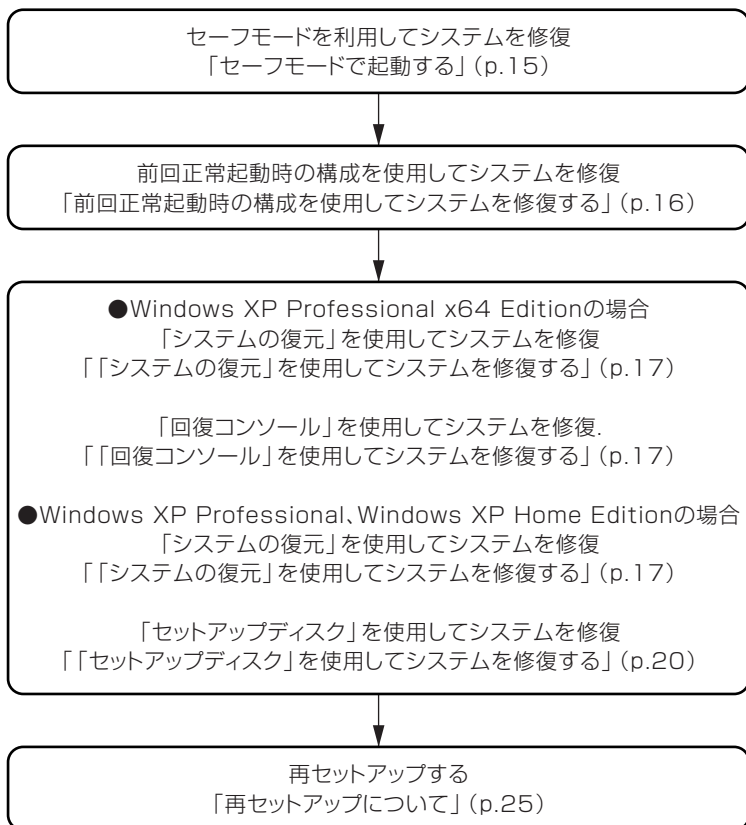 セーフモードを利用してシステムを修復
「セーフモードで起動する」(p.15)
前回正常起動時の構成を使用してシステムを修復
「前回正常起動時の構成を使用してシステムを修復する」(p.16)
●Windows XP Professional x64 Editionの場合
「システムの復元」を使用してシステムを修復
「「システムの復元」を使用してシステムを修復する」(p.17)
「回復コンソール」を使用してシステムを修復.
「「回復コンソール」を使用してシステムを修復する」(p.17)
●Windows XP Professional、Windows XP Home Editionの場合
「システムの復元」を使用してシステムを修復
「「システムの復元」を使用してシステムを修復する」(p.17)
「セットアップディスク」を使用してシステムを修復
「「セットアップディスク」を使用してシステムを修復する」(p.20)
再セットアップする
「再セットアップについて」(p.25)